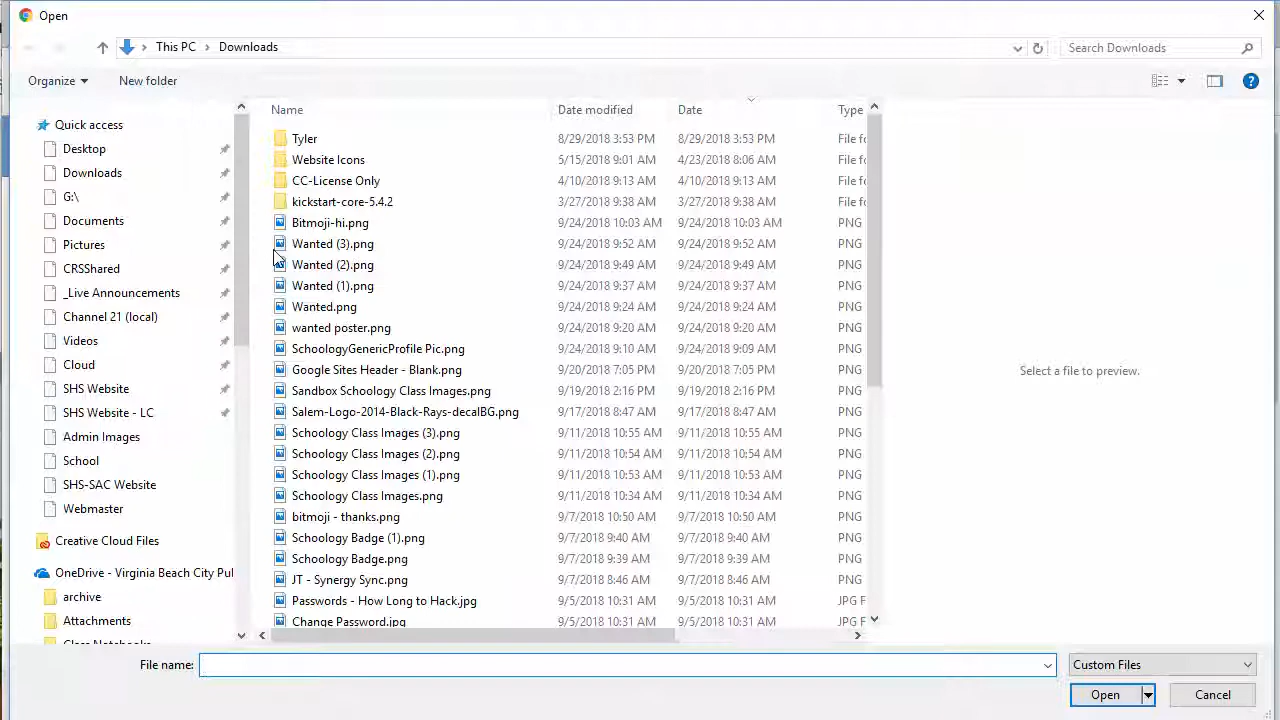 Open
This PC > Downloads
Search Downloads
Organize
New folder
Quick access
Desktop
Downloads
G:\
Documents
Pictures
CRSShared
_Live Announcements
Channel 21 (local)
Videos
Cloud
SHS Website
SHS Website - LC
Admin Images
School
SHS-SAC Website
Webmaster
Creative Cloud Files
OneDrive - Virginia Beach City Pul
archive
Attachments
Class Notebooks
Name Date modified Date Type
Tyler 8/29/2018 3:53 PM 8/29/2018 3:53 PM File fo
Website Icons 5/15/2018 9:01 AM 4/23/2018 8:06 AM File fo
CC-License Only 4/10/2018 9:13 AM 4/10/2018 9:13 AM File fo
kickstart-core-5.4.2 3/27/2018 9:38 AM 3/27/2018 9:38 AM File fo
Bitmoji-hi.png 9/24/2018 10:03 AM 9/24/2018 10:03 AM PNG
Wanted (3).png 9/24/2018 9:52 AM 9/24/2018 9:52 AM PNG
Wanted (2).png 9/24/2018 9:49 AM 9/24/2018 9:49 AM PNG
Wanted (1).png 9/24/2018 9:37 AM 9/24/2018 9:37 AM PNG
Wanted.png 9/24/2018 9:24 AM 9/24/2018 9:24 AM PNG
wanted poster.png 9/24/2018 9:20 AM 9/24/2018 9:20 AM PNG
SchoologyGenericProfile Pic.png 9/24/2018 9:10 AM 9/24/2018 9:09 AM PNG
Google Sites Header - Blank.png 9/20/2018 7:05 PM 9/20/2018 7:05 PM PNG
Sandbox Schoology Class Images.png 9/19/2018 2:16 PM 9/19/2018 2:16 PM PNG
Salem-Logo-2014-Black-Rays-decalBG.png 9/17/2018 8:47 AM 9/17/2018 8:47 AM PNG
Schoology Class Images (3).png 9/11/2018 10:55 AM 9/11/2018 10:55 AM PNG
Schoology Class Images (2).png 9/11/2018 10:54 AM 9/11/2018 10:54 AM PNG
Schoology Class Images (1).png 9/11/2018 10:53 AM 9/11/2018 10:53 AM PNG
Schoology Class Images.png 9/11/2018 10:34 AM 9/11/2018 10:34 AM PNG
bitmoji - thanks.png 9/7/2018 10:50 AM 9/7/2018 10:50 AM PNG
Schoology Badge (1).png 9/7/2018 9:40 AM 9/7/2018 9:40 AM PNG
Schoology Badge.png 9/7/2018 9:39 AM 9/7/2018 9:39 AM PNG
JT - Synergy Sync.png 9/7/2018 8:46 AM 9/7/2018 8:46 AM PNG
Passwords - How Long to Hack.jpg 9/5/2018 10:31 AM 9/5/2018 10:31 AM JPG F
Change Password.jpg 9/5/2018 10:31 AM 9/5/2018 10:31 AM JPG F
Select a file to preview.
File name:
Custom Files
Open
Cancel